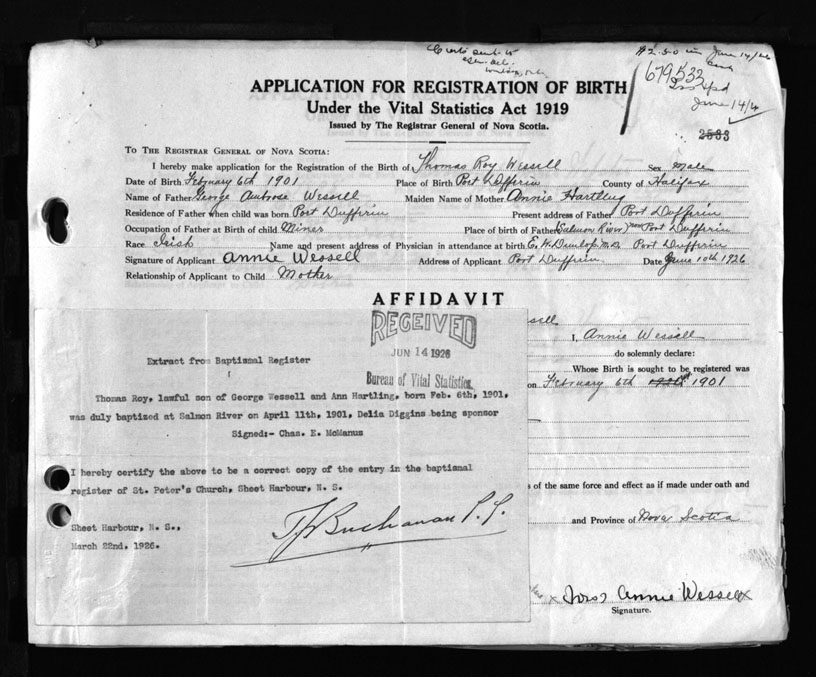 $2.50
679,532
June 14/26
APPLICATION FOR REGISTRATION OF BIRTH
Under the Vital Statistics Act 1919
Issued by The Registrar General of Nova Scotia.
2533
TO THE REGISTRAR GENERAL OF NOVA SCOTIA:
I hereby make application for the Registration of the Birth of Thomas Roy Wessell Sex Male
Date of Birth February 6th 1901 Place of Birth Port Dufferin County of Halifax
Name of Father George Ambrose Wessell Maiden Name of Mother Annie Hartling
Residence of Father when child was born Port Dufferin Present address of Father Port Dufferin
Occupation of Father at Birth of child Miner Place of birth of Father (Salmon River) now Port Dufferin
Race Irish Name and present address of Physician in attendance at birth E. W. Dunlop M.D. Port Dufferin
Signature of Applicant Annie Wessell Address of Applicant Port Dufferin Date June 10th 1926
Relationship of Applicant to Child Mother
AFFIDAVIT
RECEIVED
JUN 14 1926
Bureau of Vital Statistics
Extract from Baptismal Register
Thomas Roy, lawful son of George Wessell and Ann Hartling, born Feb. 6th, 1901,
was duly baptized at Salmon River on April 11th, 1901, Delia Diggins being sponsor
Signed:- Chas. E. McManus
I hereby certify the above to be a correct copy of the entry in the baptismal
register of St. Peter's Church, Sheet Harbour, N. S.
Sheet Harbour, N. S.,
March 22nd. 1926.
Buchanan P.P.
ssell
I, Annie Wessell
do solemnly declare:
Whose Birth is sought to be registered was
on February 6th 1901
s of the same force and effect as if made under oath and
and Province of Nova Scotia
x Mrs Annie Wessell x
Signature.